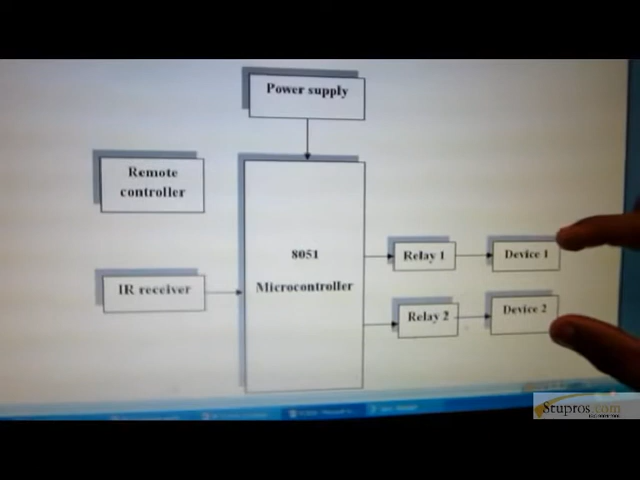 Power supply
Remote
controller
8051
Microcontroller
IR receiver
Relay 1
Device 1
Relay 2
Device 2
Stupros.com